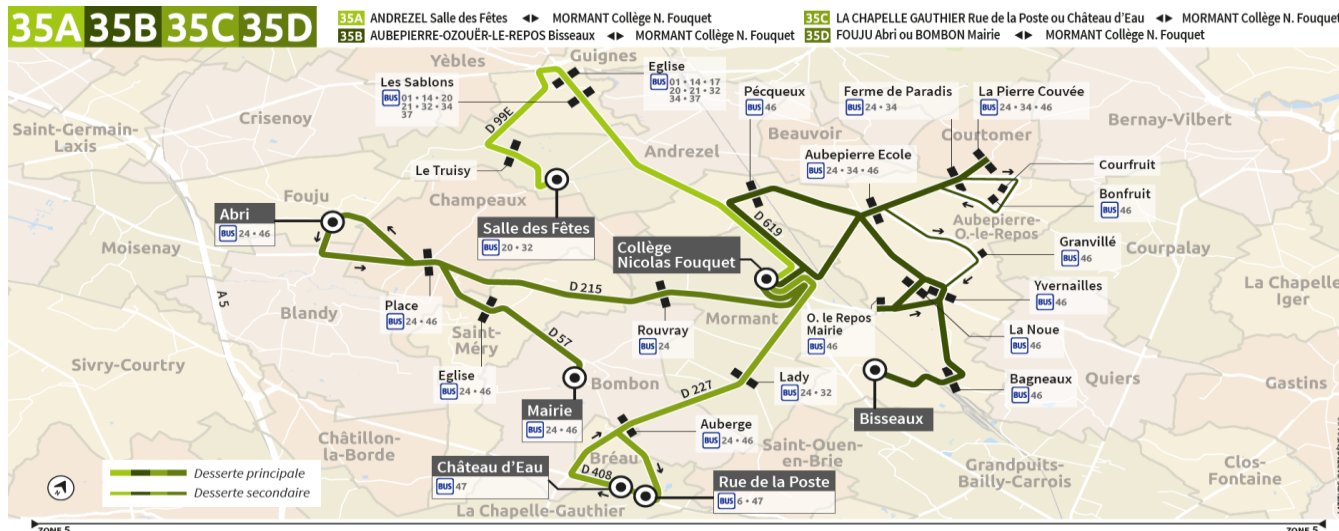 35A 35B 35C 35D
35A ANDREZEL Salle des Fêtes ◄► MORMANT Collège N. Fouquet
35B AUBEPIERRE-OZOUËR-LE-REPOS Bisseaux ◄► MORMANT Collège N. Fouquet
35C LA CHAPELLE GAUTHIER Rue de la Poste ou Château d'Eau ◄► MORMANT Collège N. Fouquet
35D FOUJU Abri ou BOMBON Mairie ◄► MORMANT Collège N. Fouquet
Yèbles
Guignes
Eglise
BUS 01 • 14 • 17
20 • 21 • 32
34 • 37
Les Sablons
BUS 01 • 14 • 20
21 • 32 • 34
37
Pécqueux
BUS 46
Ferme de Paradis
BUS 24 • 34
La Pierre Couvée
BUS 24 • 34 • 46
Saint-Germain-
Laxis
Crisenoy
D 99E
Beauvoir
Courtomer
Bernay-Vilbert
Andrezel
Aubepierre Ecole
BUS 24 • 34 • 46
Courfruit
Le Truisy
Bonfruit
BUS 46
Fouju
Champeaux
Abri
BUS 24 • 46
Salle des Fêtes
BUS 20 • 32
D 619
Aubepierre-
O.-le-Repos
Moisenay
Collège
Nicolas Fouquet
Granvillé
BUS 46
Courpalay
A 5
D 215
Yvernailles
BUS 46
La Chapelle
Iger
Place
BUS 24 • 46
Blandy
Saint-
Méry
D 57
Rouvray
BUS 24
Mormant
O. le Repos
Mairie
BUS 46
La Noue
BUS 46
Sivry-Courtry
Eglise
BUS 24 • 46
Bombon
D 227
Lady
BUS 24 • 32
Bagneaux
BUS 46
Quiers
Gastins
Mairie
BUS 24 • 46
Bisseaux
Auberge
BUS 24 • 46
Châtillon-
la-Borde
Saint-Ouen-
en-Brie
Château d'Eau
BUS 47
Bréau
D 408
Rue de la Poste
BUS 6 • 47
Grandpuits-
Bailly-Carrois
Clos-
Fontaine
La Chapelle-Gauthier
N
Desserte principale
Desserte secondaire
ZONE 5
ZONE 5